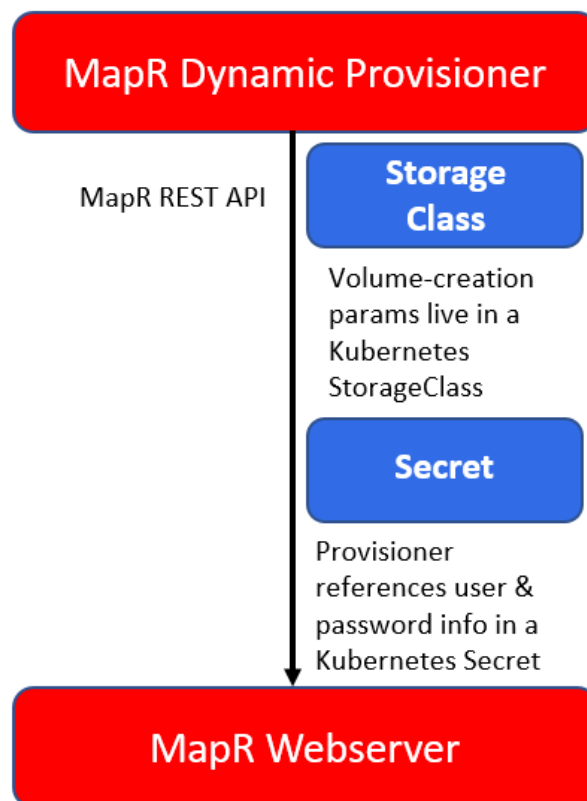 MapR Dynamic Provisioner
MapR REST API
Storage
Class
Volume-creation
params live in a
Kubernetes
StorageClass
Secret
Provisioner
references user &
password info in a
Kubernetes Secret
MapR Webserver